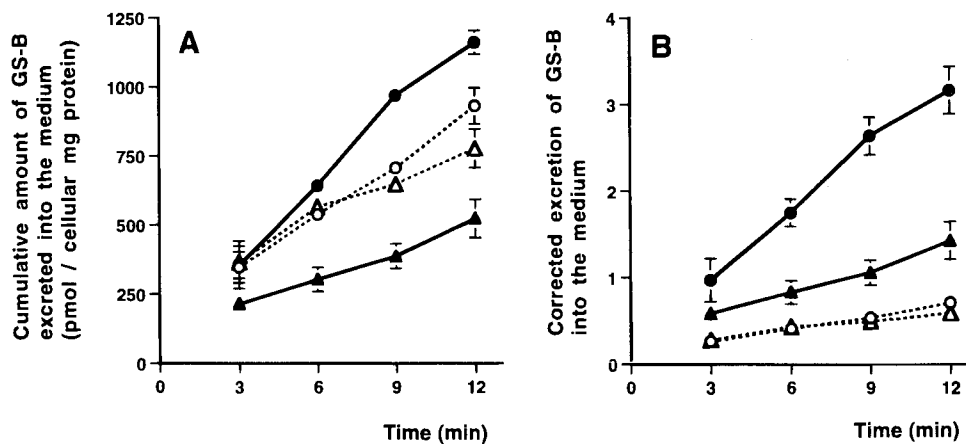 A
Cumulative amount of GS-B
excreted into the medium
(pmol / cellular mg protein)
1250
1000
750
500
250
0
0 3 6 9 12
Time (min)
B
Corrected excretion of GS-B
into the medium
4
3
2
1
0
0 3 6 9 12
Time (min)